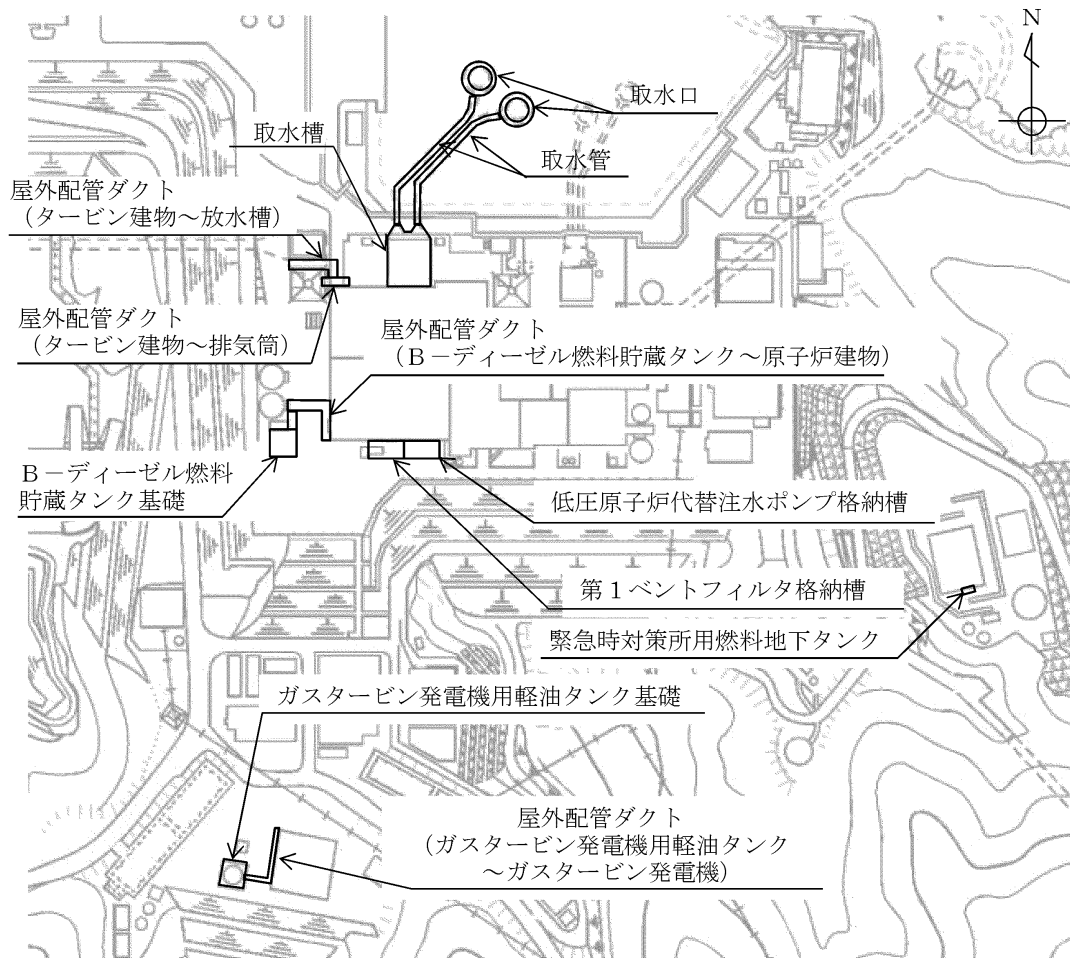 N
取水口
取水槽
取水管
屋外配管ダクト
（タービン建物～放水槽）
屋外配管ダクト
（タービン建物～排気筒）
屋外配管ダクト
（Ｂ－ディーゼル燃料貯蔵タンク～原子炉建物）
Ｂ－ディーゼル燃料
貯蔵タンク基礎
低圧原子炉代替注水ポンプ格納槽
第１ベントフィルタ格納槽
緊急時対策所用燃料地下タンク
ガスタービン発電機用軽油タンク基礎
屋外配管ダクト
（ガスタービン発電機用軽油タンク
～ガスタービン発電機）